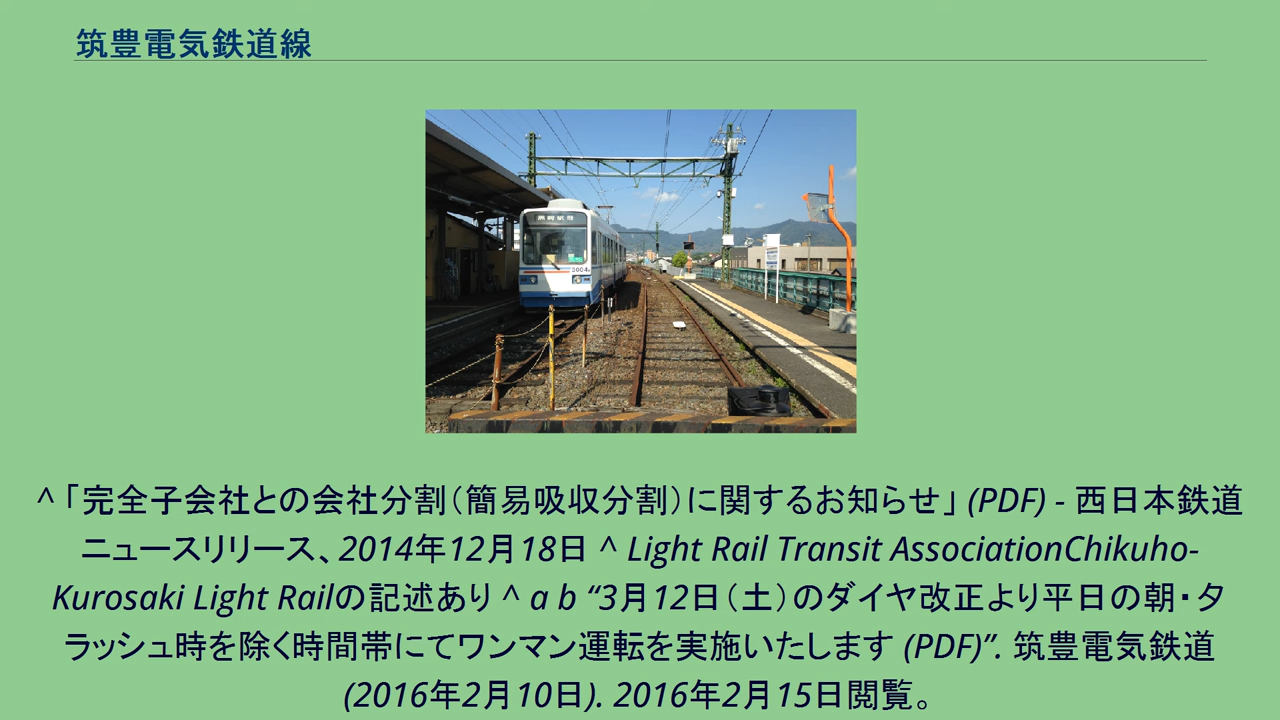 筑豊電気鉄道線
黒崎駅前
^ 「完全子会社との会社分割（簡易吸収分割）に関するお知らせ」 (PDF) - 西日本鉄道
ニュースリリース、2014年12月18日 ^ Light Rail Transit AssociationChikuho-
Kurosaki Light Railの記述あり ^ a b “3月12日（土）のダイヤ改正より平日の朝・夕
ラッシュ時を除く時間帯にてワンマン運転を実施いたします (PDF)”. 筑豊電気鉄道
(2016年2月10日). 2016年2月15日閲覧。